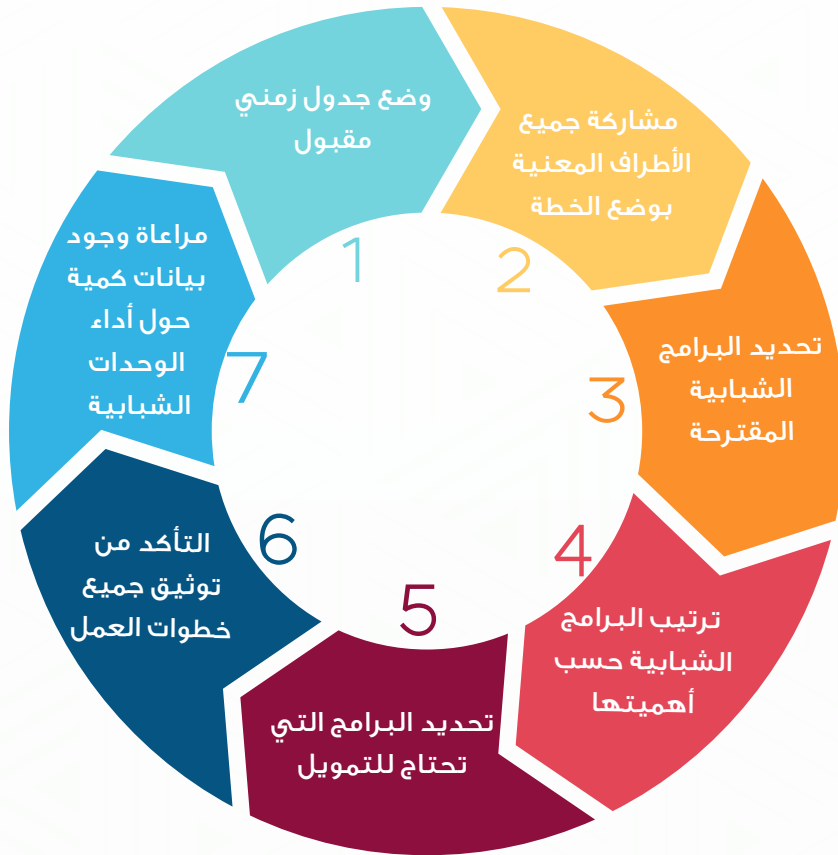 وضع جدول زمني
مقبول
1
مشاركة جميع
الأطراف المعنية
بوضع الخطة
2
تحديد البرامج
الشبابية
المقترحة
3
ترتيب البرامج
الشبابية حسب
أهميتها
4
تحديد البرامج التي
تحتاج للتمويل
5
التأكد من
توثيق جميع
خطوات العمل
6
مراعاة وجود
بيانات كمية
حول أداء
الوحدات
الشبابية
7